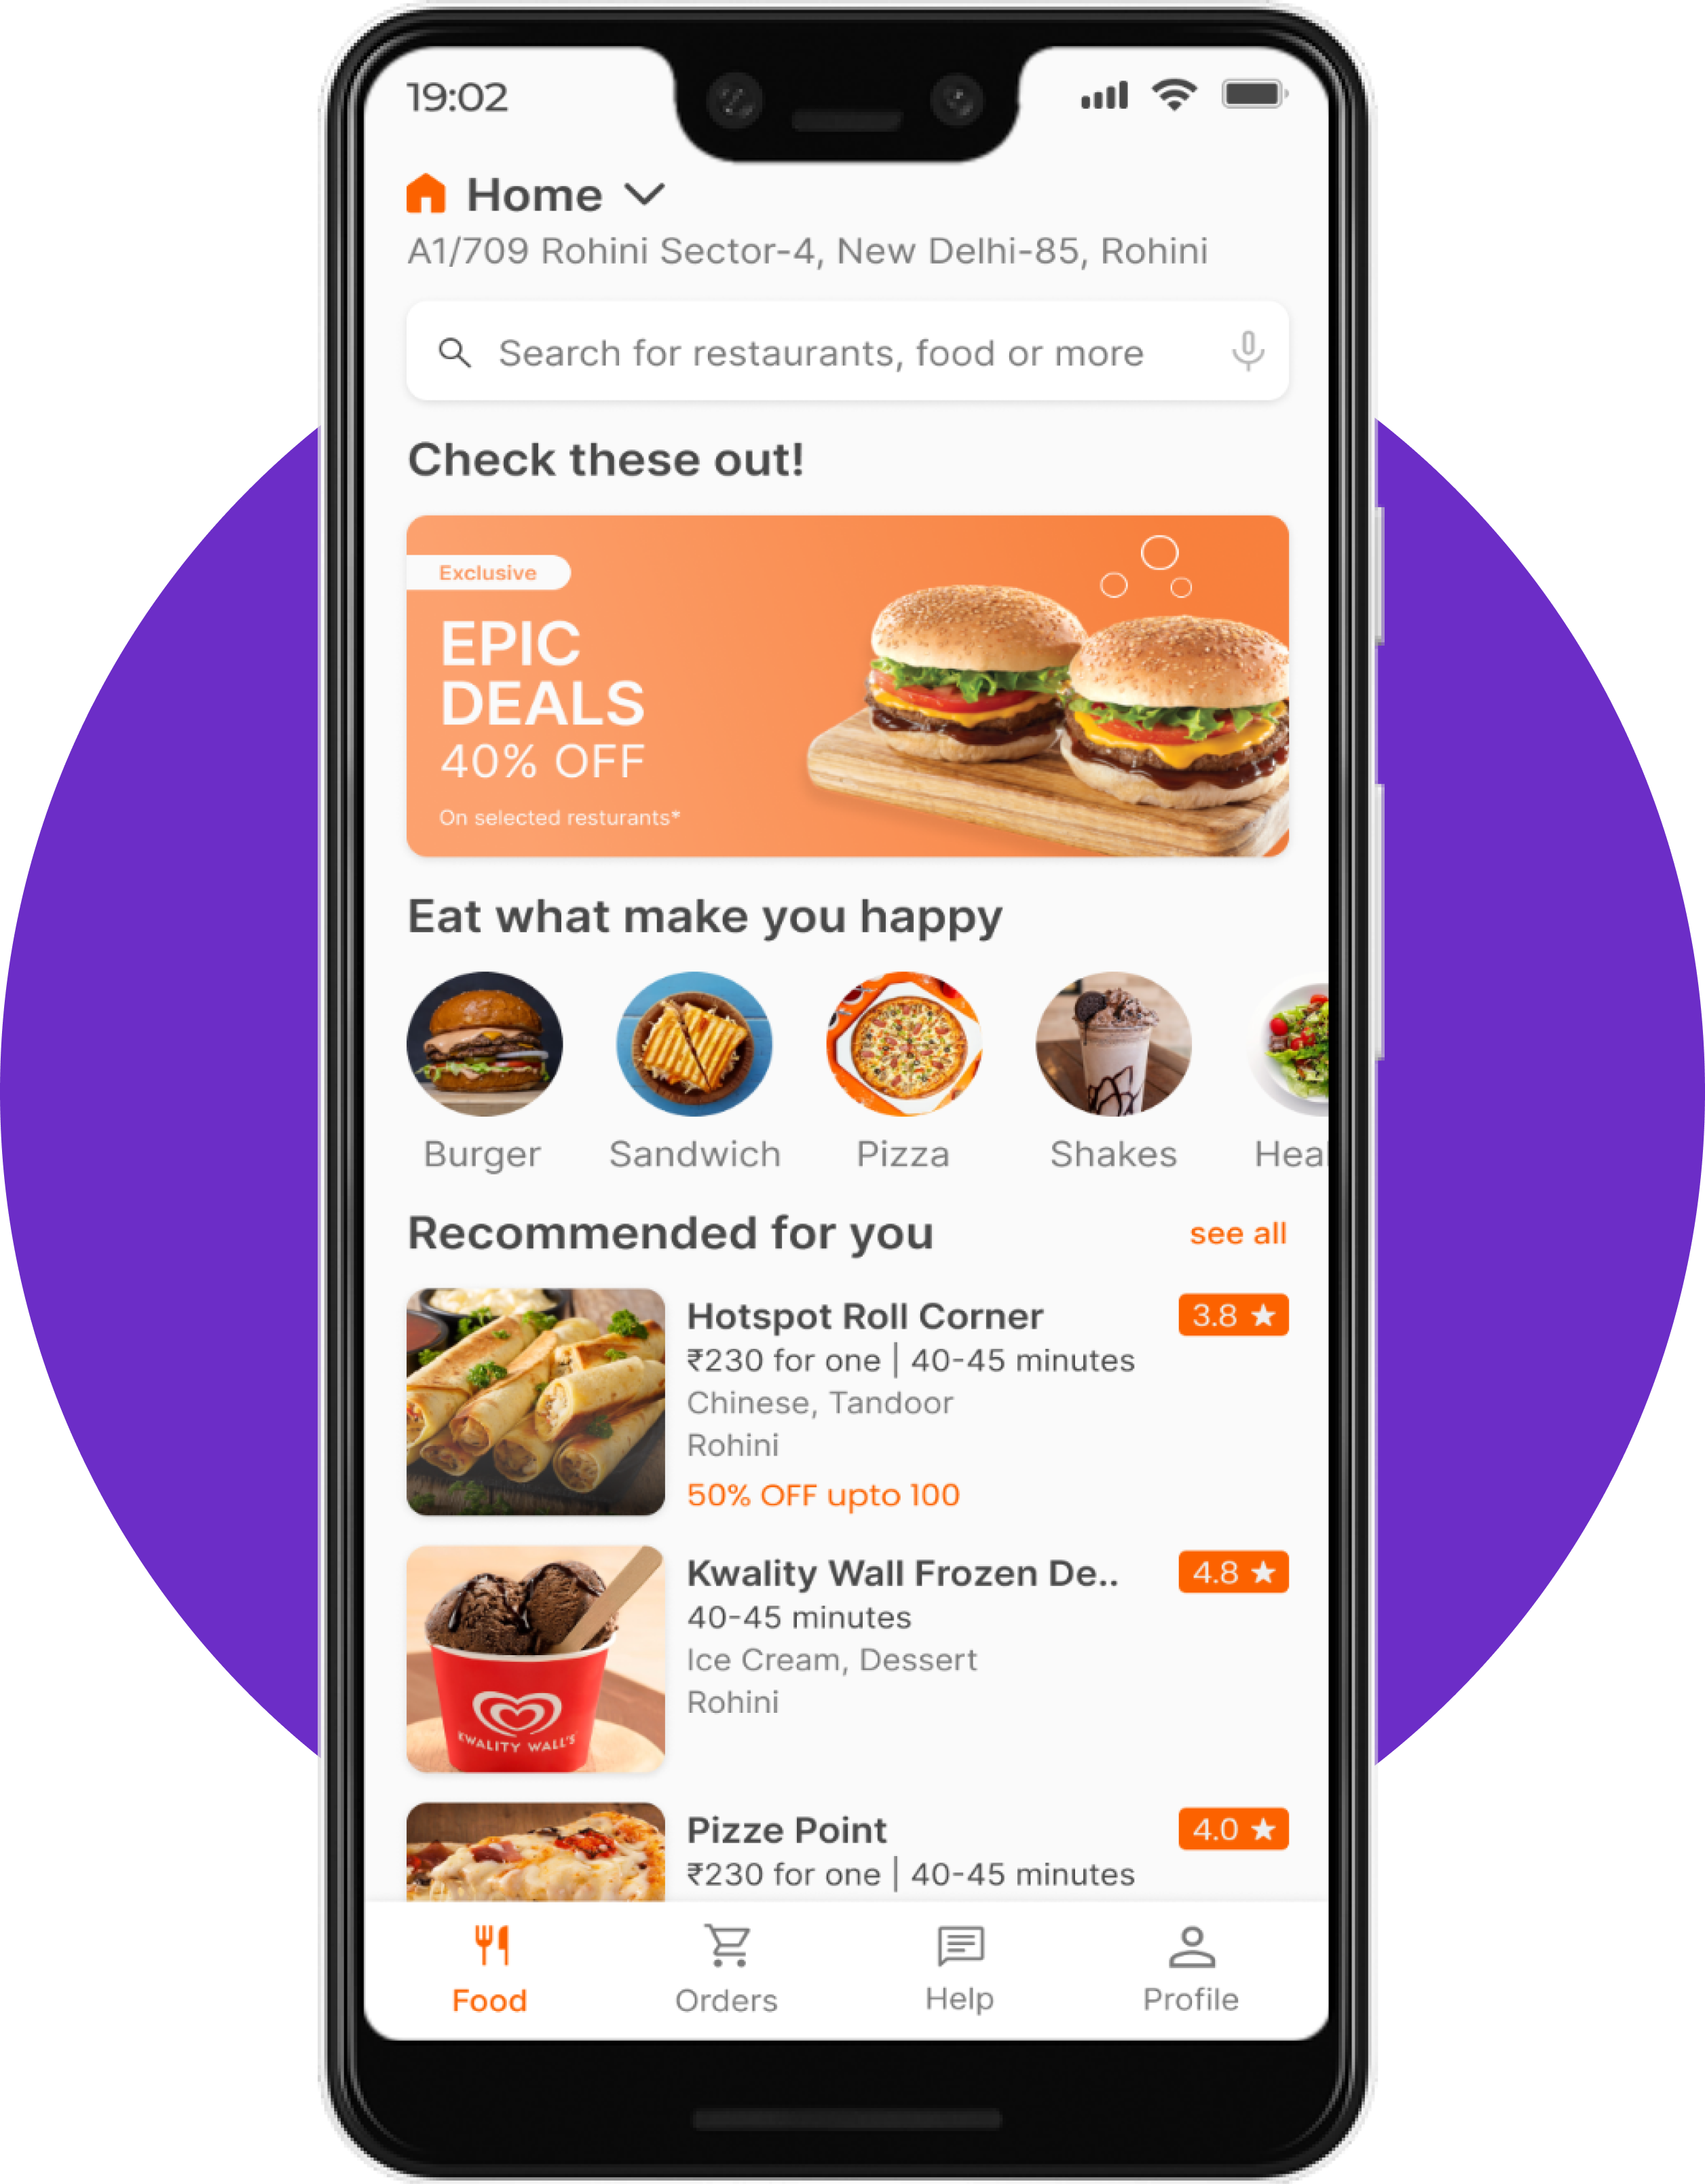 19:02
Home
A1/709 Rohini Sector-4, New Delhi-85, Rohini
Search for restaurants, food or more
Check these out!
Exclusive
EPIC
DEALS
40% OFF
On selected resturants*
Eat what make you happy
Burger Sandwich Pizza Shakes Heal
Recommended for you see all
Hotspot Roll Corner 3.8 ★
₹230 for one | 40-45 minutes
Chinese, Tandoor
Rohini
50% OFF upto 100
Kwality Wall Frozen De.. 4.8 ★
40-45 minutes
Ice Cream, Dessert
Rohini
KWALITY WALL'S
Pizze Point 4.0 ★
₹230 for one | 40-45 minutes
Food Orders Help Profile